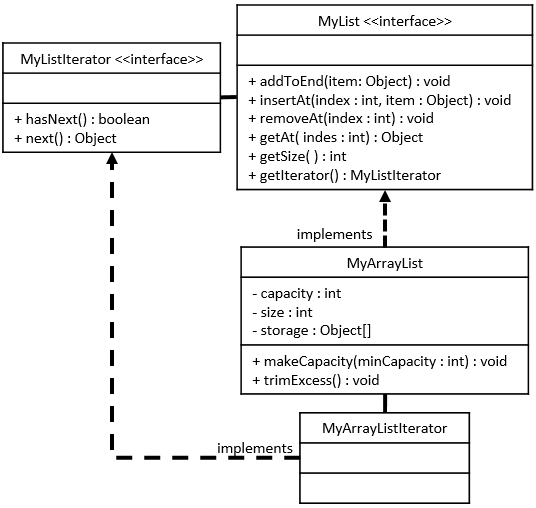 MyList <<interface>>
+ addToEnd(item: Object) : void
+ insertAt(index : int, item : Object) : void
+ removeAt(index : int) : void
+ getAt( indes : int) : Object
+ getSize( ) : int
+ getIterator() : MyListIterator
MyListIterator <<interface>>
+ hasNext() : boolean
+ next() : Object
implements
MyArrayList
- capacity : int
- size : int
- storage : Object[]
+ makeCapacity(minCapacity : int) : void
+ trimExcess() : void
MyArrayListIterator
implements